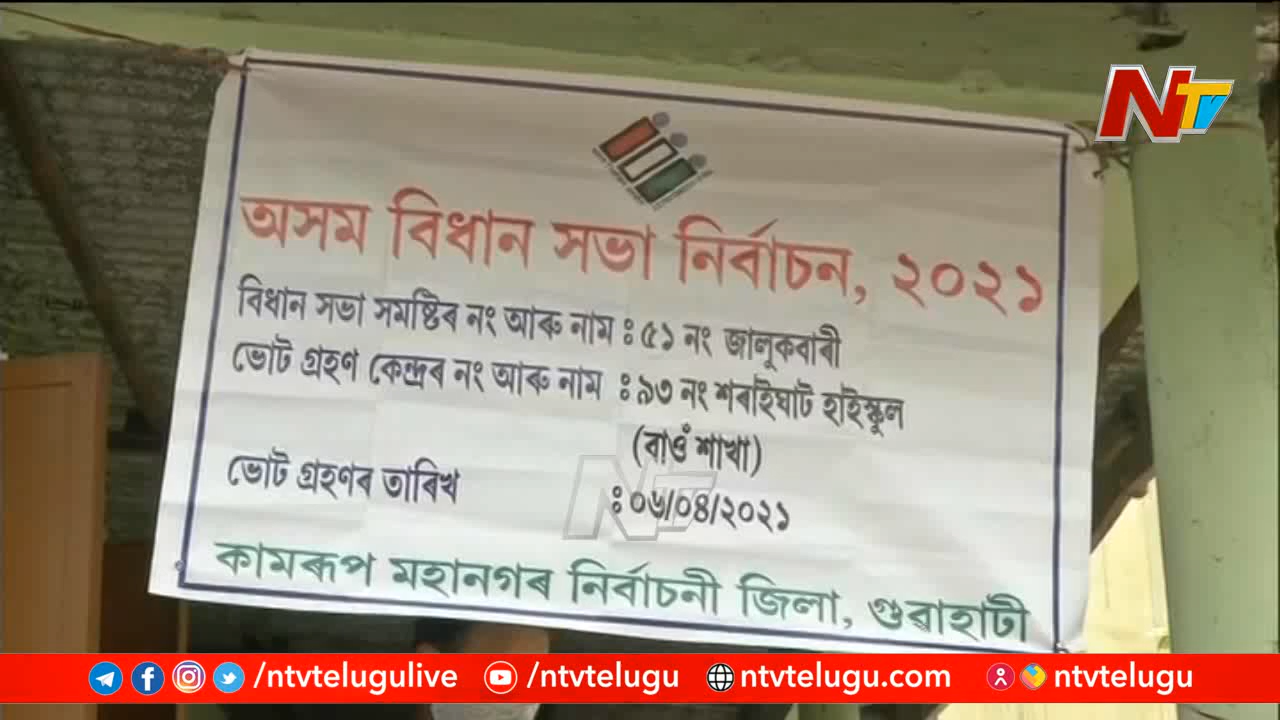 NTV
অসম বিধান সভা নিৰ্বাচন, ২০২১
বিধান সভা সমষ্টিৰ নং আৰু নাম : ৫১ নং জালুকবাৰী
ভোট গ্ৰহণ কেন্দ্ৰৰ নং আৰু নাম : ৯৩ নং শৰাইঘাট হাইস্কুল
(বাওঁ শাখা)
ভোট গ্ৰহণৰ তাৰিখ : ০৬/০৪/২০২১
NTV
কামৰূপ মহানগৰ নিৰ্বাচনী জিলা, গুৱাহাটী
/ntvtelugulive /ntvtelugu ntvtelugu.com ntvtelugu